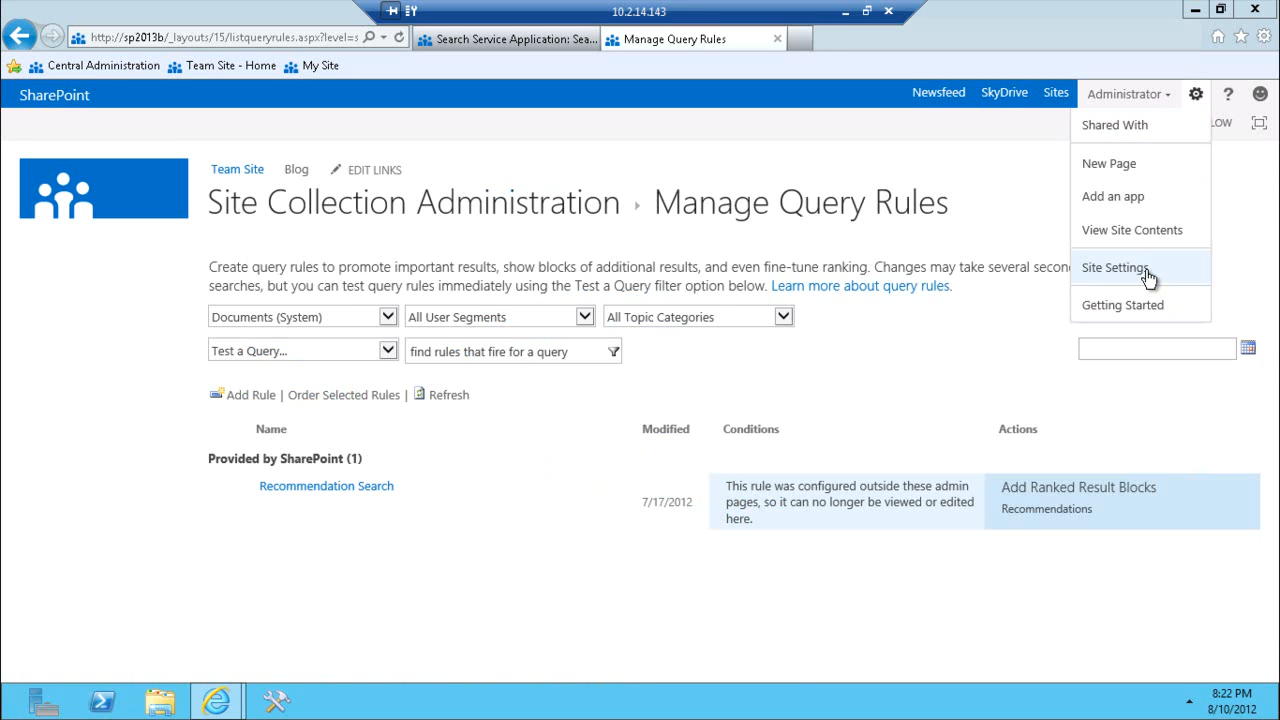 10.2.14.143
http://sp2013b/_layouts/15/listqueryrules.aspx?level=s
Search Service Application: Sea...
Manage Query Rules
Central Administration
Team Site - Home
My Site
SharePoint
Newsfeed
SkyDrive
Sites
Administrator
?
Shared With
LOW
New Page
Add an app
View Site Contents
Site Settings
Getting Started
Team Site
Blog
EDIT LINKS
Site Collection Administration ▸ Manage Query Rules
Create query rules to promote important results, show blocks of additional results, and even fine-tune ranking. Changes may take several secon
searches, but you can test query rules immediately using the Test a Query filter option below. Learn more about query rules.
Documents (System)
All User Segments
All Topic Categories
Test a Query...
find rules that fire for a query
Add Rule | Order Selected Rules | Refresh
Name
Modified
Conditions
Actions
Provided by SharePoint (1)
Recommendation Search
7/17/2012
This rule was configured outside these admin
pages, so it can no longer be viewed or edited
here.
Add Ranked Result Blocks
Recommendations
8:22 PM
8/10/2012